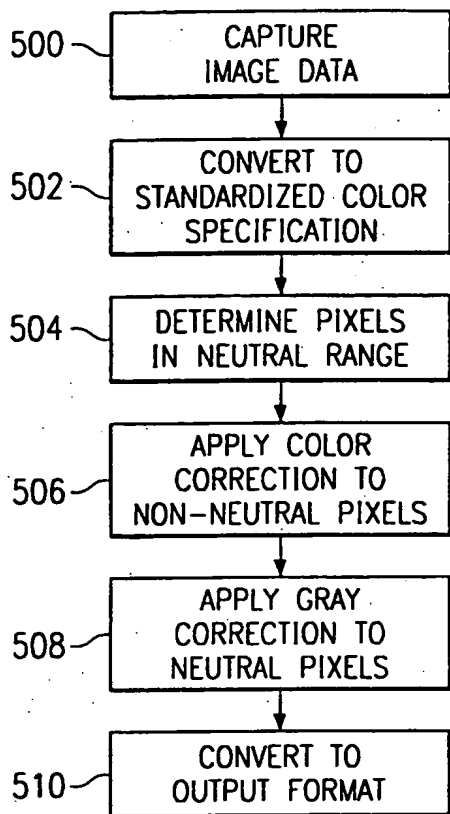 500
CAPTURE
IMAGE DATA
502
CONVERT TO
STANDARDIZED COLOR
SPECIFICATION
504
DETERMINE PIXELS
IN NEUTRAL RANGE
506
APPLY COLOR
CORRECTION TO
NON-NEUTRAL PIXELS
508
APPLY GRAY
CORRECTION TO
NEUTRAL PIXELS
510
CONVERT TO
OUTPUT FORMAT